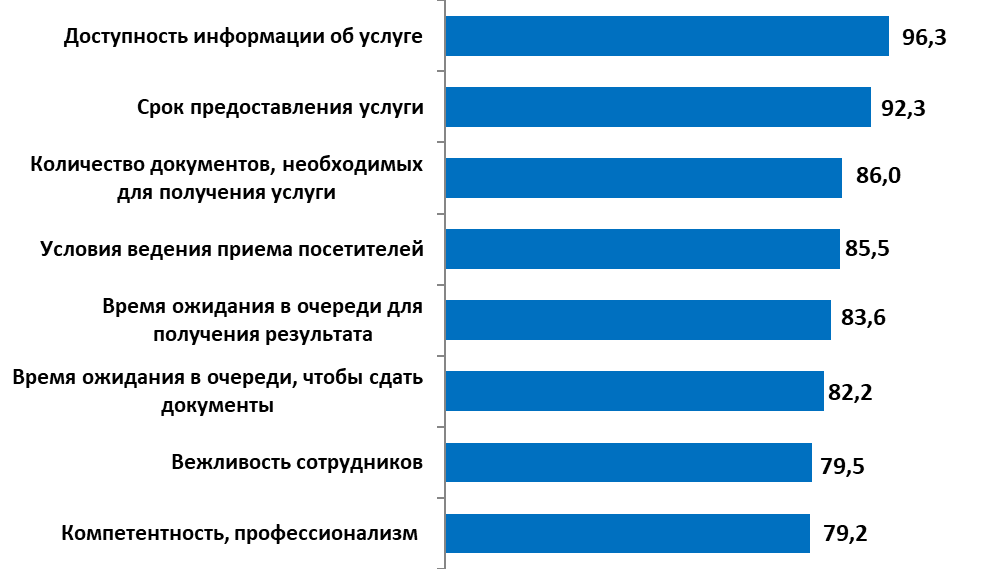 Доступность информации об услуге
96,3
Срок предоставления услуги
92,3
Количество документов, необходимых
для получения услуги
86,0
Условия ведения приема посетителей
85,5
Время ожидания в очереди для
получения результата
83,6
Время ожидания в очереди, чтобы сдать
документы
82,2
Вежливость сотрудников
79,5
Компетентность, профессионализм
79,2